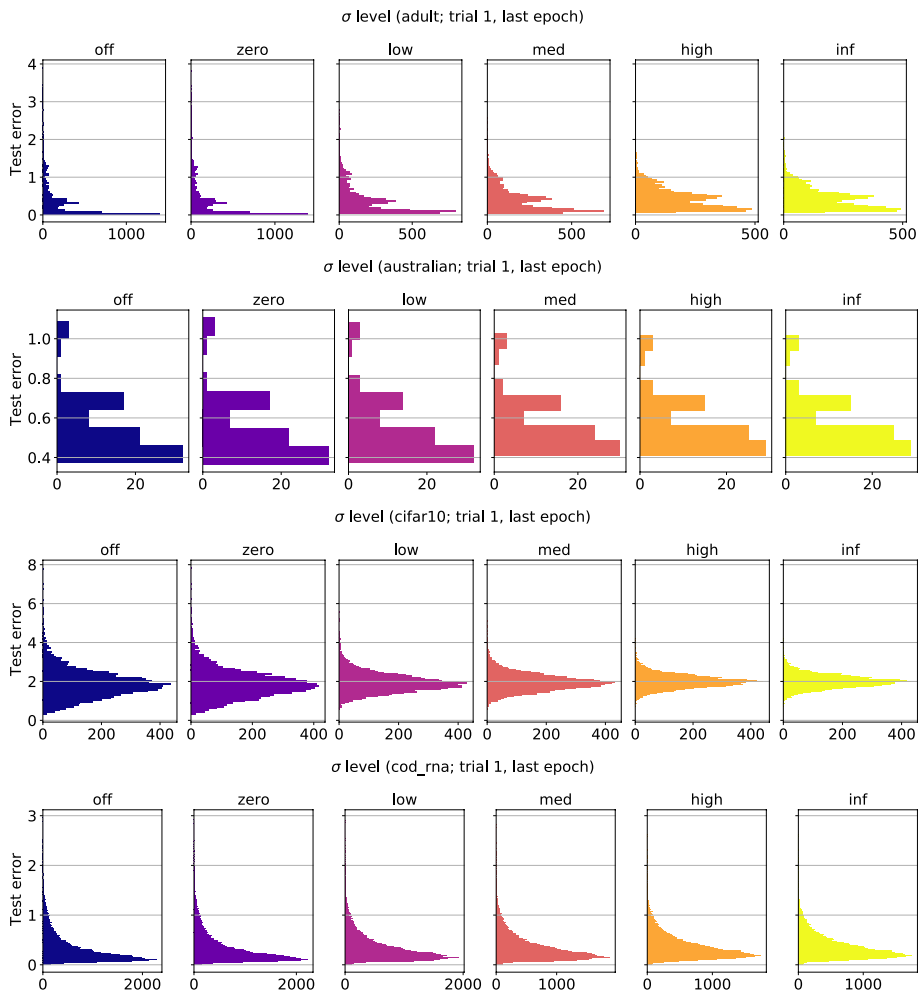 σ level (adult; trial 1, last epoch)
off zero low med high inf
Test error
4
3
2
1
0
0 1000 0 1000 0 500 0 500 0 500 0 500
σ level (australian; trial 1, last epoch)
off zero low med high inf
Test error
1.0
0.8
0.6
0.4
0 20 0 20 0 20 0 20 0 20 0 20
σ level (cifar10; trial 1, last epoch)
off zero low med high inf
Test error
8
6
4
2
0
0 200 400 0 200 400 0 200 400 0 200 400 0 200 400 0 200 400
σ level (cod_rna; trial 1, last epoch)
off zero low med high inf
Test error
3
2
1
0
0 1000 2000 0 1000 2000 0 1000 2000 0 1000 0 1000 0 1000